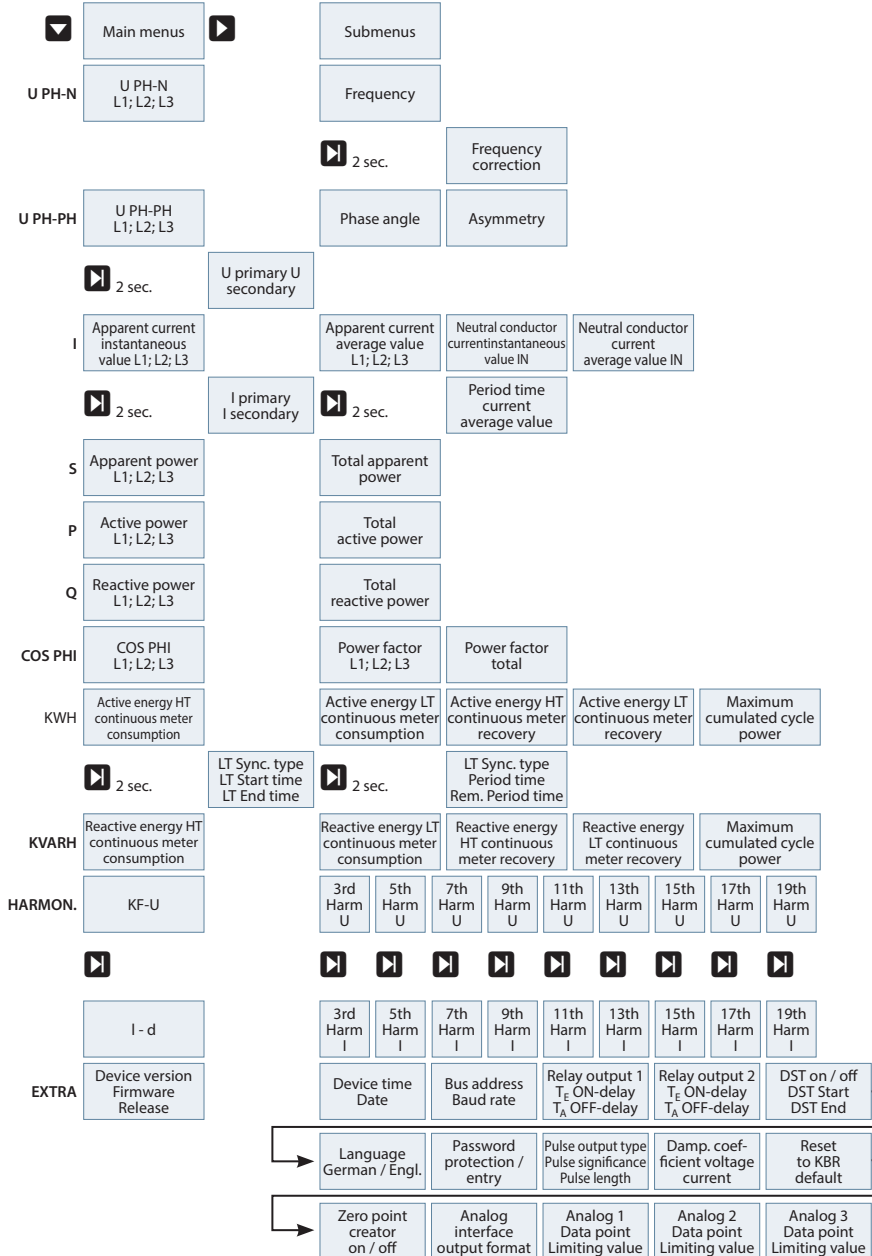 Main menus
Submenus
U PH-N
U PH-N
L1; L2; L3
Frequency
2 sec.
Frequency
correction
U PH-PH
U PH-PH
L1; L2; L3
Phase angle
Asymmetry
2 sec.
U primary U
secondary
I
Apparent current
instantaneous
value L1; L2; L3
Apparent current
average value
L1; L2; L3
Neutral conductor
currentinstantaneous
value IN
Neutral conductor
current
average value IN
2 sec.
I primary
I secondary
2 sec.
Period time
current
average value
S
Apparent power
L1; L2; L3
Total apparent
power
P
Active power
L1; L2; L3
Total
active power
Q
Reactive power
L1; L2; L3
Total
reactive power
COS PHI
COS PHI
L1; L2; L3
Power factor
L1; L2; L3
Power factor
total
KWH
Active energy HT
continuous meter
consumption
Active energy LT
continuous meter
consumption
Active energy HT
continuous meter
recovery
Active energy LT
continuous meter
recovery
Maximum
cumulated cycle
power
2 sec.
LT Sync. type
LT Start time
LT End time
2 sec.
LT Sync. type
Period time
Rem. Period time
KVARH
Reactive energy HT
continuous meter
consumption
Reactive energy LT
continuous meter
consumption
Reactive energy
HT continuous
meter recovery
Reactive energy
LT continuous
meter recovery
Maximum
cumulated cycle
power
HARMON.
KF-U
3rd
Harm
U
5th
Harm
U
7th
Harm
U
9th
Harm
U
11th
Harm
U
13th
Harm
U
15th
Harm
U
17th
Harm
U
19th
Harm
U
I - d
3rd
Harm
I
5th
Harm
I
7th
Harm
I
9th
Harm
I
11th
Harm
I
13th
Harm
I
15th
Harm
I
17th
Harm
I
19th
Harm
I
EXTRA
Device version
Firmware
Release
Device time
Date
Bus address
Baud rate
Relay output 1
TE ON-delay
TA OFF-delay
Relay output 2
TE ON-delay
TA OFF-delay
DST on / off
DST Start
DST End
Language
German / Engl.
Password
protection /
entry
Pulse output type
Pulse significance
Pulse length
Damp. coef-
ficient voltage
current
Reset
to KBR
default
Zero point
creator
on / off
Analog
interface
output format
Analog 1
Data point
Limiting value
Analog 2
Data point
Limiting value
Analog 3
Data point
Limiting value